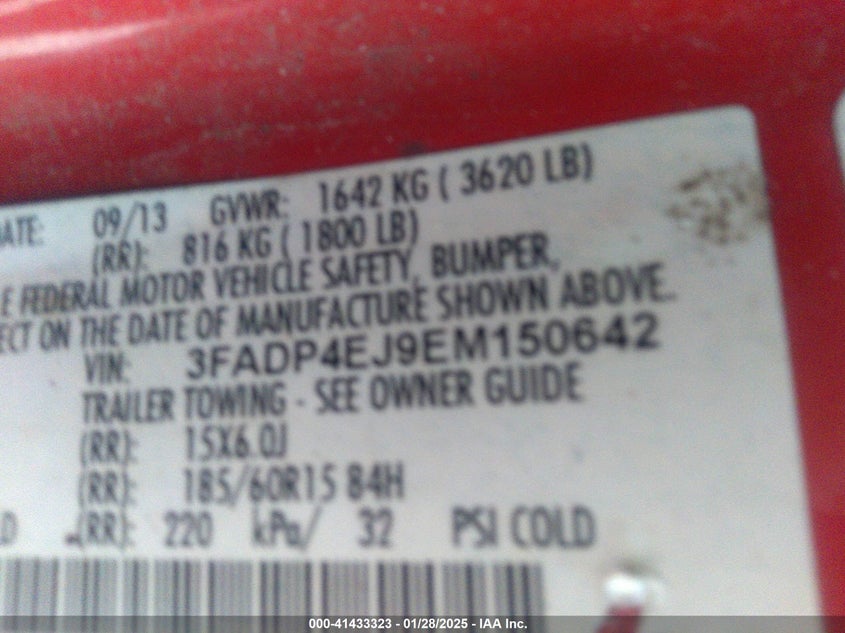 ATE: 09/13 GVWR: 1642 KG ( 3620 LB)
(RR): 816 KG ( 1800 LB)
E FEDERAL MOTOR VEHICLE SAFETY, BUMPER,
ECT ON THE DATE OF MANUFACTURE SHOWN ABOVE.
VIN: 3FADP4EJ9EM150642
TRAILER TOWING - SEE OWNER GUIDE
(RR): 15X6.0J
(RR): 185/60R15 84H
D (RR): 220 kPa/ 32 PSI COLD
000-41433323 - 01/28/2025 - IAA Inc.